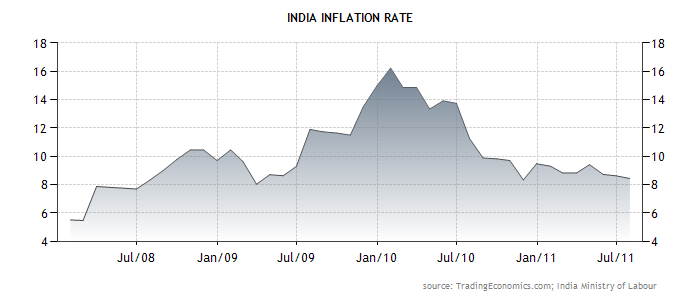 INDIA INFLATION RATE
18 18
16 16
14 14
12 12
10 10
8 8
6 6
4 4
Jul/08 Jan/09 Jul/09 Jan/10 Jul/10 Jan/11 Jul/11
source: TradingEconomics.com; India Ministry of Labour